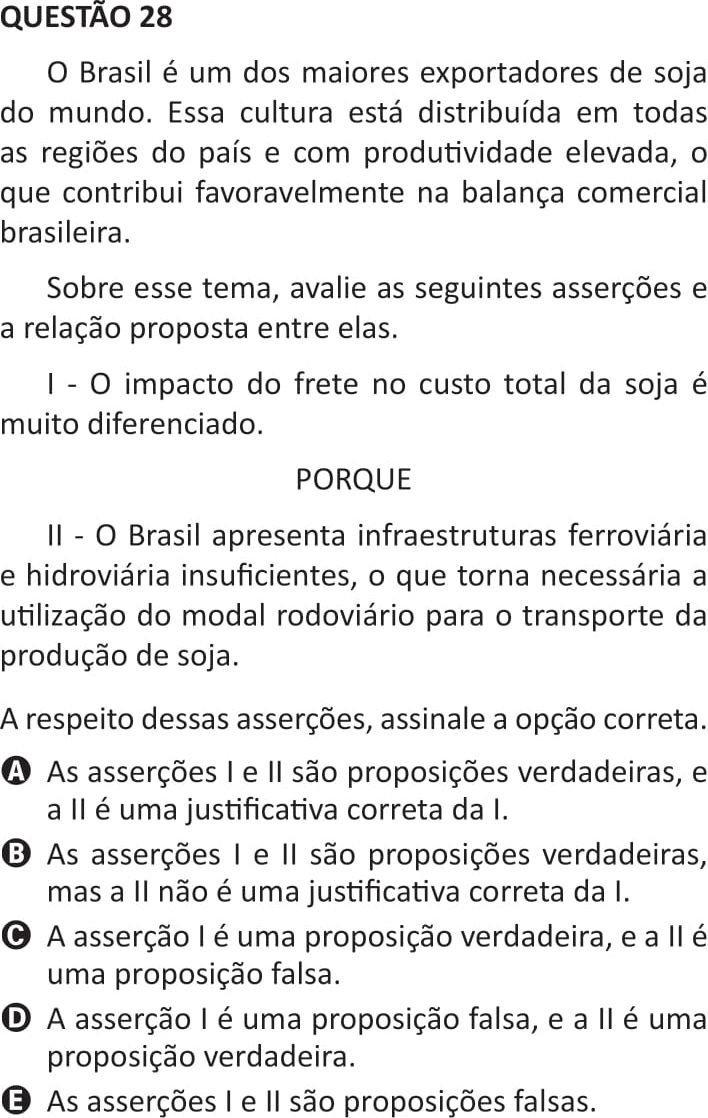 QUESTÃO 28
O Brasil é um dos maiores exportadores de soja
do mundo. Essa cultura está distribuída em todas
as regiões do país e com produtividade elevada, o
que contribui favoravelmente na balança comercial
brasileira.
Sobre esse tema, avalie as seguintes asserções e
a relação proposta entre elas.
I - O impacto do frete no custo total da soja é
muito diferenciado.
PORQUE
II - O Brasil apresenta infraestruturas ferroviária
e hidroviária insuficientes, o que torna necessária a
utilização do modal rodoviário para o transporte da
produção de soja.
A respeito dessas asserções, assinale a opção correta.
A As asserções I e II são proposições verdadeiras, e
a II é uma justificativa correta da I.
B As asserções I e II são proposições verdadeiras,
mas a II não é uma justificativa correta da I.
C A asserção I é uma proposição verdadeira, e a II é
uma proposição falsa.
D A asserção I é uma proposição falsa, e a II é uma
proposição verdadeira.
E As asserções I e II são proposições falsas.